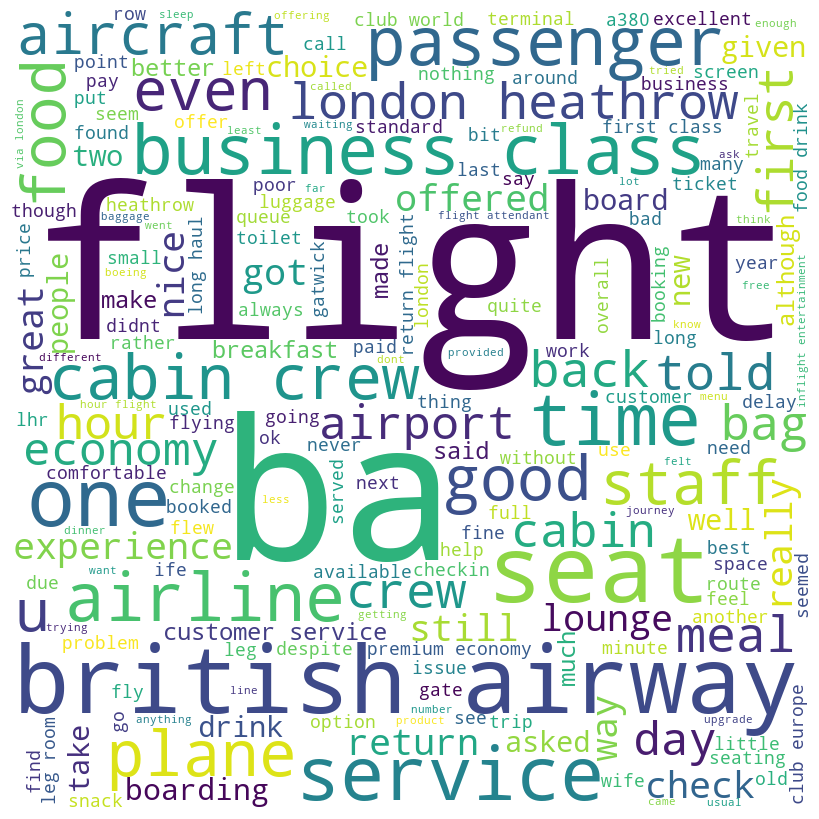 row sleep offering club world terminal a380 excellent enough
aircraft passenger given
point call
pay better left choice nothing around screen
put tried
food even london heathrow business travel
via london seem offer called standard bit first class first
found least waiting refund ask
two business class many food drink
though poor last say ticket
heathrow luggage offered board
baggage far lot
went queue took flight attendant bad think
price people small toilet
flight
nice long haul got made return flight new although
boeing gatwick london year
great make always quite overall booking
didnt free
rather breakfast paid provided work long know inflight entertainment
different dont
cabin crew back told
hour flight thing menu
hour used customer delay
lhr flying going airport time bag
ok said without use need
economy never
comfortable next felt
change served
one ba good staff
booked less full journey
dinner flew fine well really
experience cabin best
help space
due want ife available checkin route seemed
airline crew feel
getting another
u trying customer service still lounge minute meal
problem leg despite premium economy much
fly issue
british airway
line gate
go anything number product see trip upgrade club europe
option
drink way day little
find leg room take plane return asked seating
service check
snack boarding wife old
came usual